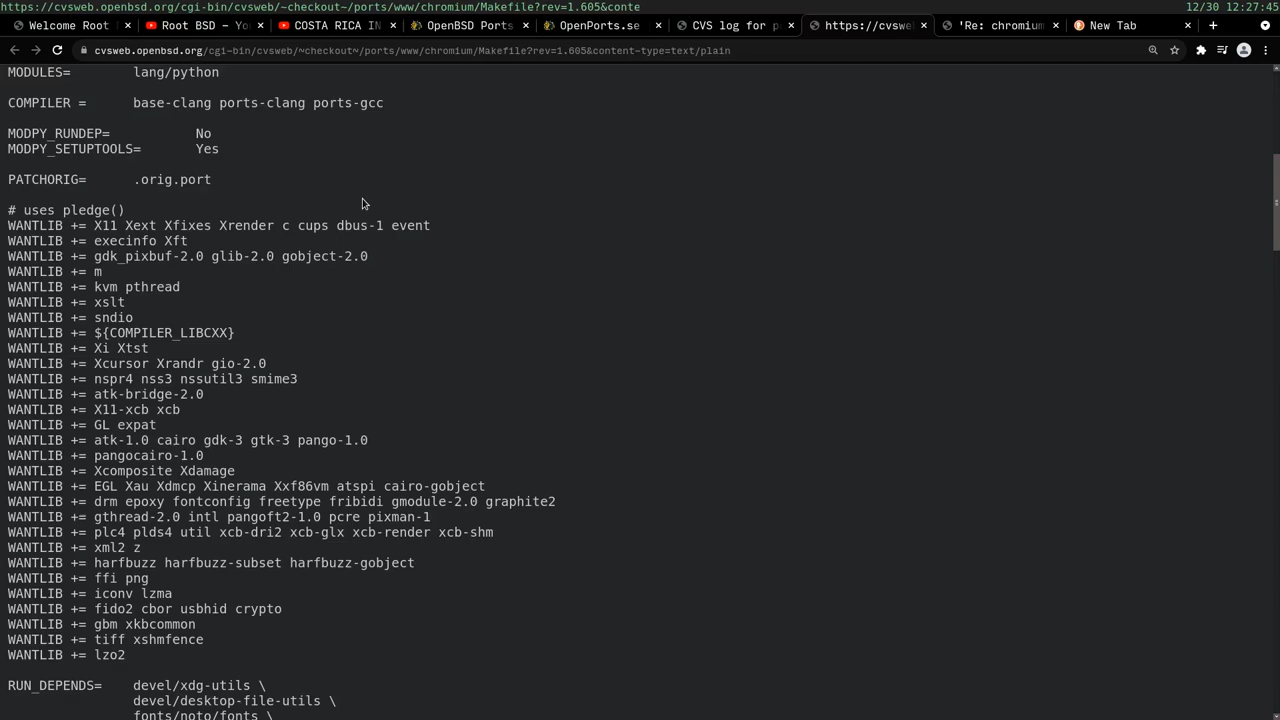 https://cvsweb.openbsd.org/cgi-bin/cvsweb/~checkout~/ports/www/chromium/Makefile?rev=1.605&conte
12/30 12:27:45
Welcome Root
Root BSD – Yo
COSTA RICA IN
OpenBSD Ports
OpenPorts.se
CVS log for p
https://cvswe
'Re: chromium
New Tab
cvsweb.openbsd.org/cgi-bin/cvsweb/~checkout~/ports/www/chromium/Makefile?rev=1.605&content-type=text/plain
MODULES= lang/python
COMPILER = base-clang ports-clang ports-gcc
MODPY_RUNDEP= No
MODPY_SETUPTOOLS= Yes
PATCHORIG= .orig.port
# uses pledge()
WANTLIB += X11 Xext Xfixes Xrender c cups dbus-1 event
WANTLIB += execinfo Xft
WANTLIB += gdk_pixbuf-2.0 glib-2.0 gobject-2.0
WANTLIB += m
WANTLIB += kvm pthread
WANTLIB += xslt
WANTLIB += sndio
WANTLIB += ${COMPILER_LIBCXX}
WANTLIB += Xi Xtst
WANTLIB += Xcursor Xrandr gio-2.0
WANTLIB += nspr4 nss3 nssutil3 smime3
WANTLIB += atk-bridge-2.0
WANTLIB += X11-xcb xcb
WANTLIB += GL expat
WANTLIB += atk-1.0 cairo gdk-3 gtk-3 pango-1.0
WANTLIB += pangocairo-1.0
WANTLIB += Xcomposite Xdamage
WANTLIB += EGL Xau Xdmcp Xinerama Xxf86vm atspi cairo-gobject
WANTLIB += drm epoxy fontconfig freetype fribidi gmodule-2.0 graphite2
WANTLIB += gthread-2.0 intl pangoft2-1.0 pcre pixman-1
WANTLIB += plc4 plds4 util xcb-dri2 xcb-glx xcb-render xcb-shm
WANTLIB += xml2 z
WANTLIB += harfbuzz harfbuzz-subset harfbuzz-gobject
WANTLIB += ffi png
WANTLIB += iconv lzma
WANTLIB += fido2 cbor usbhid crypto
WANTLIB += gbm xkbcommon
WANTLIB += tiff xshmfence
WANTLIB += lzo2
RUN_DEPENDS= devel/xdg-utils \
devel/desktop-file-utils \
fonts/noto/fonts \